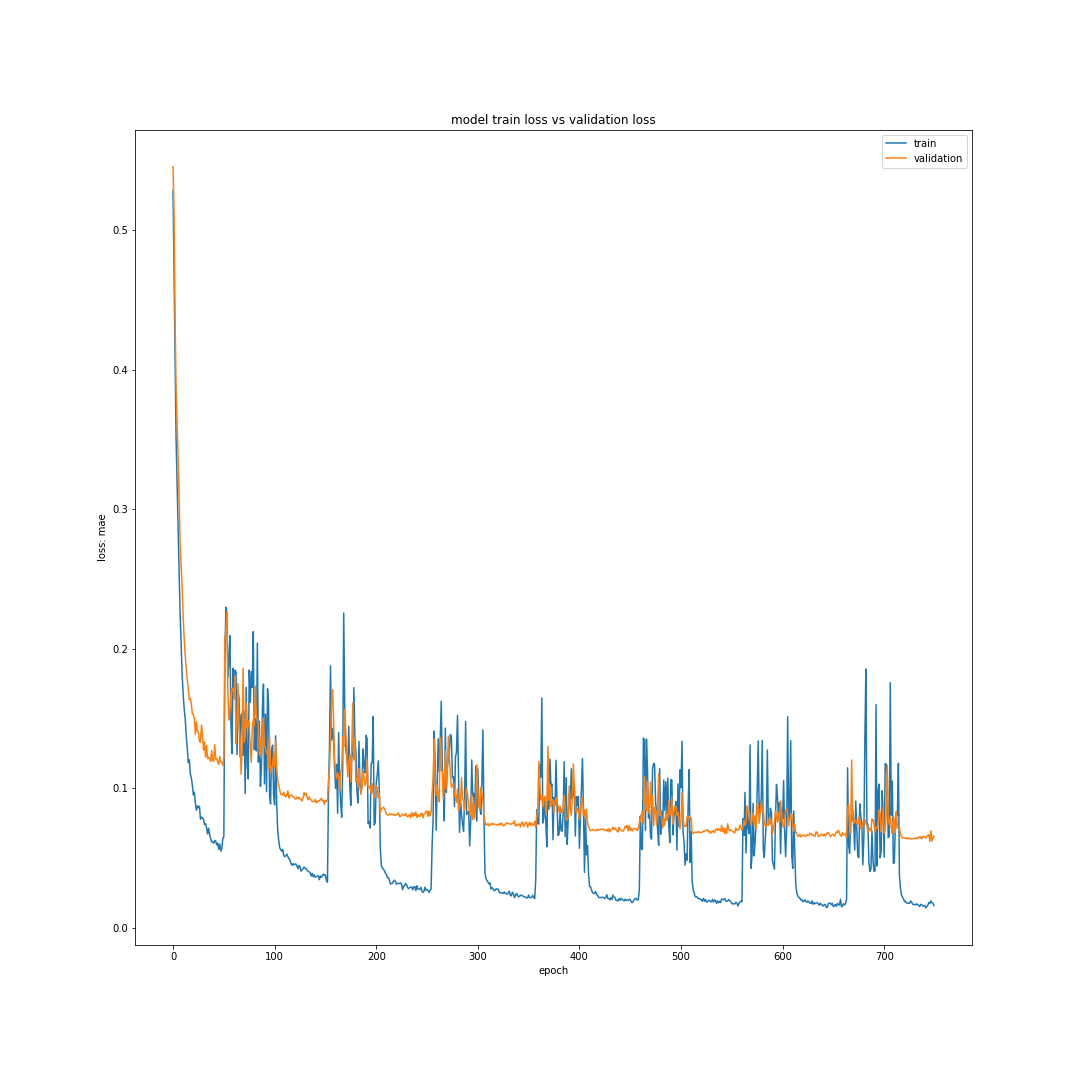 model train loss vs validation loss
train
validation
loss: mae
0.5
0.4
0.3
0.2
0.1
0.0
0 100 200 300 400 500 600 700
epoch